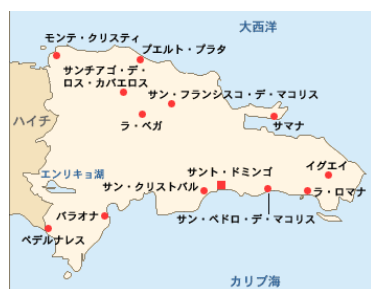 大西洋
モンテ・クリスティ
プエルト・プラタ
サンチアゴ・デ・
ロス・カバエロス
サン・フランシスコ・デ・マコリス
ハイチ
ラ・ベガ
サマナ
エンリキョ湖
サント・ドミンゴ
イグエイ
サン・クリストバル
ラ・ロマナ
バラオナ
サン・ペドロ・デ・マコリス
ペデルナレス
カリブ海